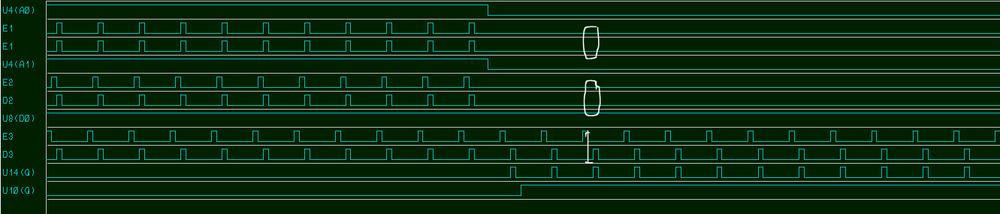 U4(A0)
E1
E1
U4(A1)
E2
D2
U8(D0)
E3
D3
U14(Q)
U10(Q)